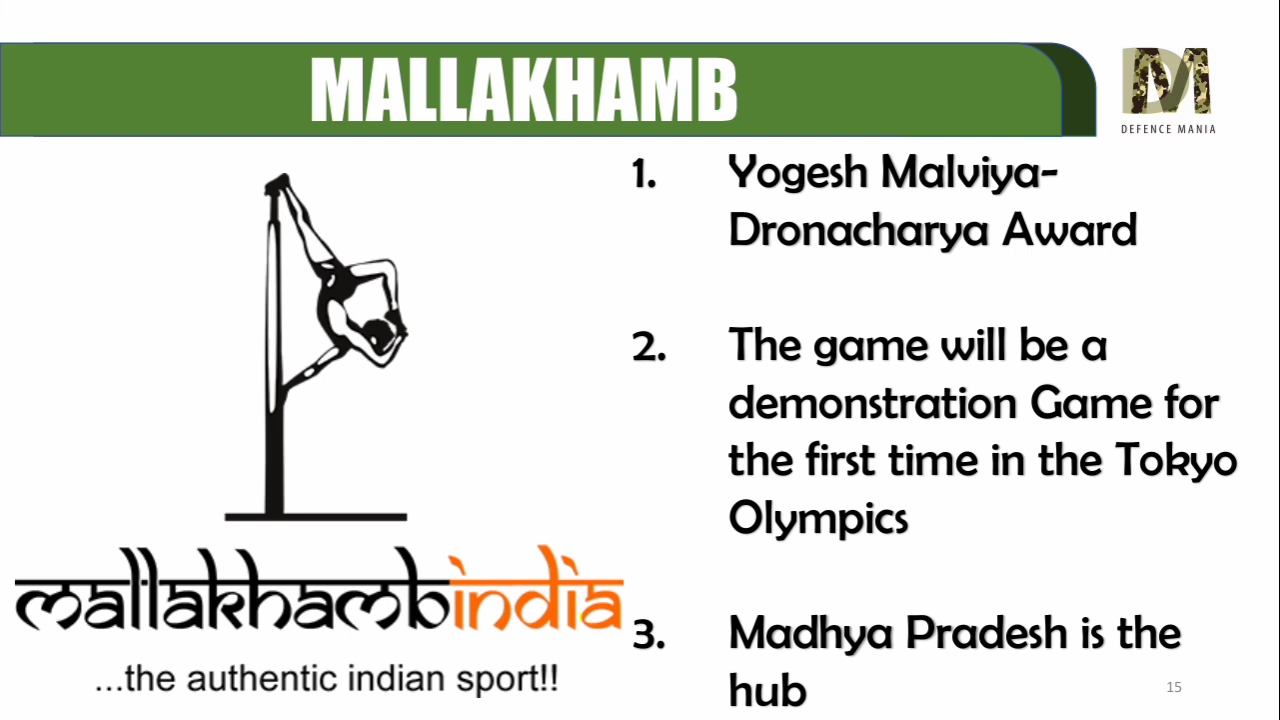 MALLAKHAMB
DM
DEFENCE MANIA
1. Yogesh Malviya-
Dronacharya Award
2. The game will be a
demonstration Game for
the first time in the Tokyo
Olympics
3. Madhya Pradesh is the
hub
mallakhambindia
...the authentic indian sport!!
15